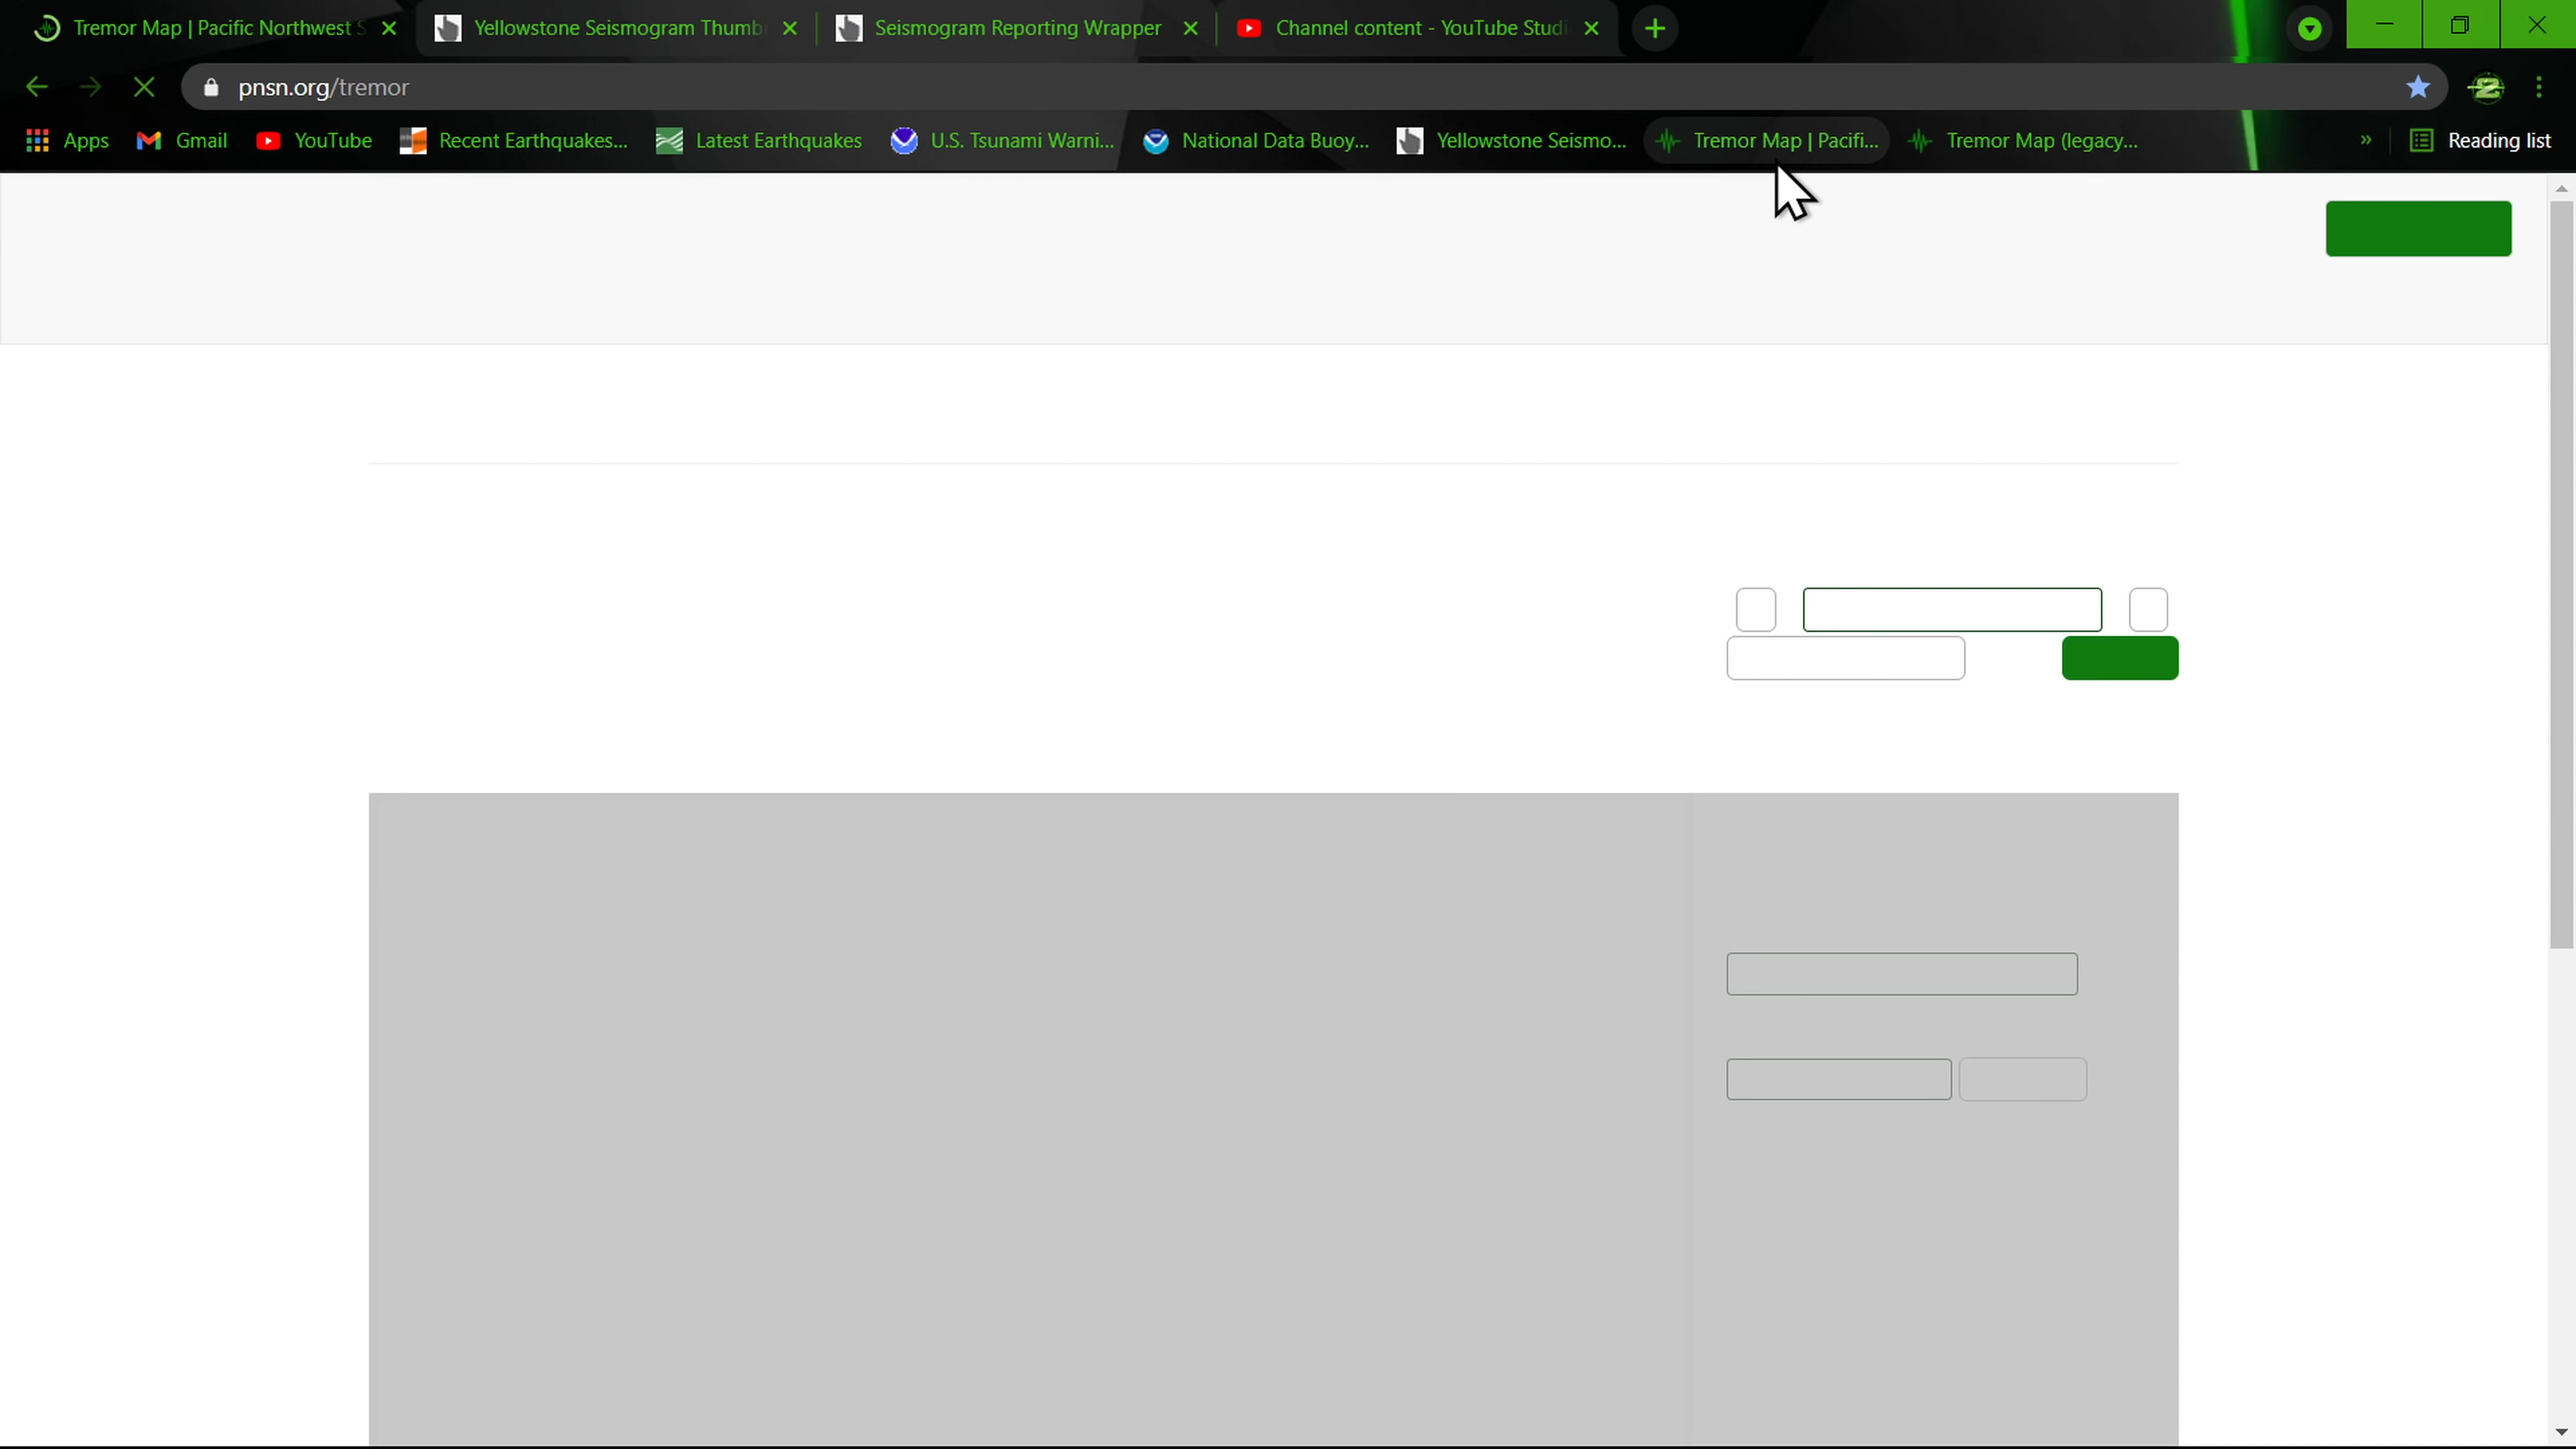 Tremor Map | Pacific Northwest S
Yellowstone Seismogram Thumb
Seismogram Reporting Wrapper
Channel content - YouTube Studi
pnsn.org/tremor
Apps
Gmail
YouTube
Recent Earthquakes...
Latest Earthquakes
U.S. Tsunami Warni...
National Data Buoy...
Yellowstone Seismo...
Tremor Map | Pacifi...
Tremor Map (legacy...
»
Reading list